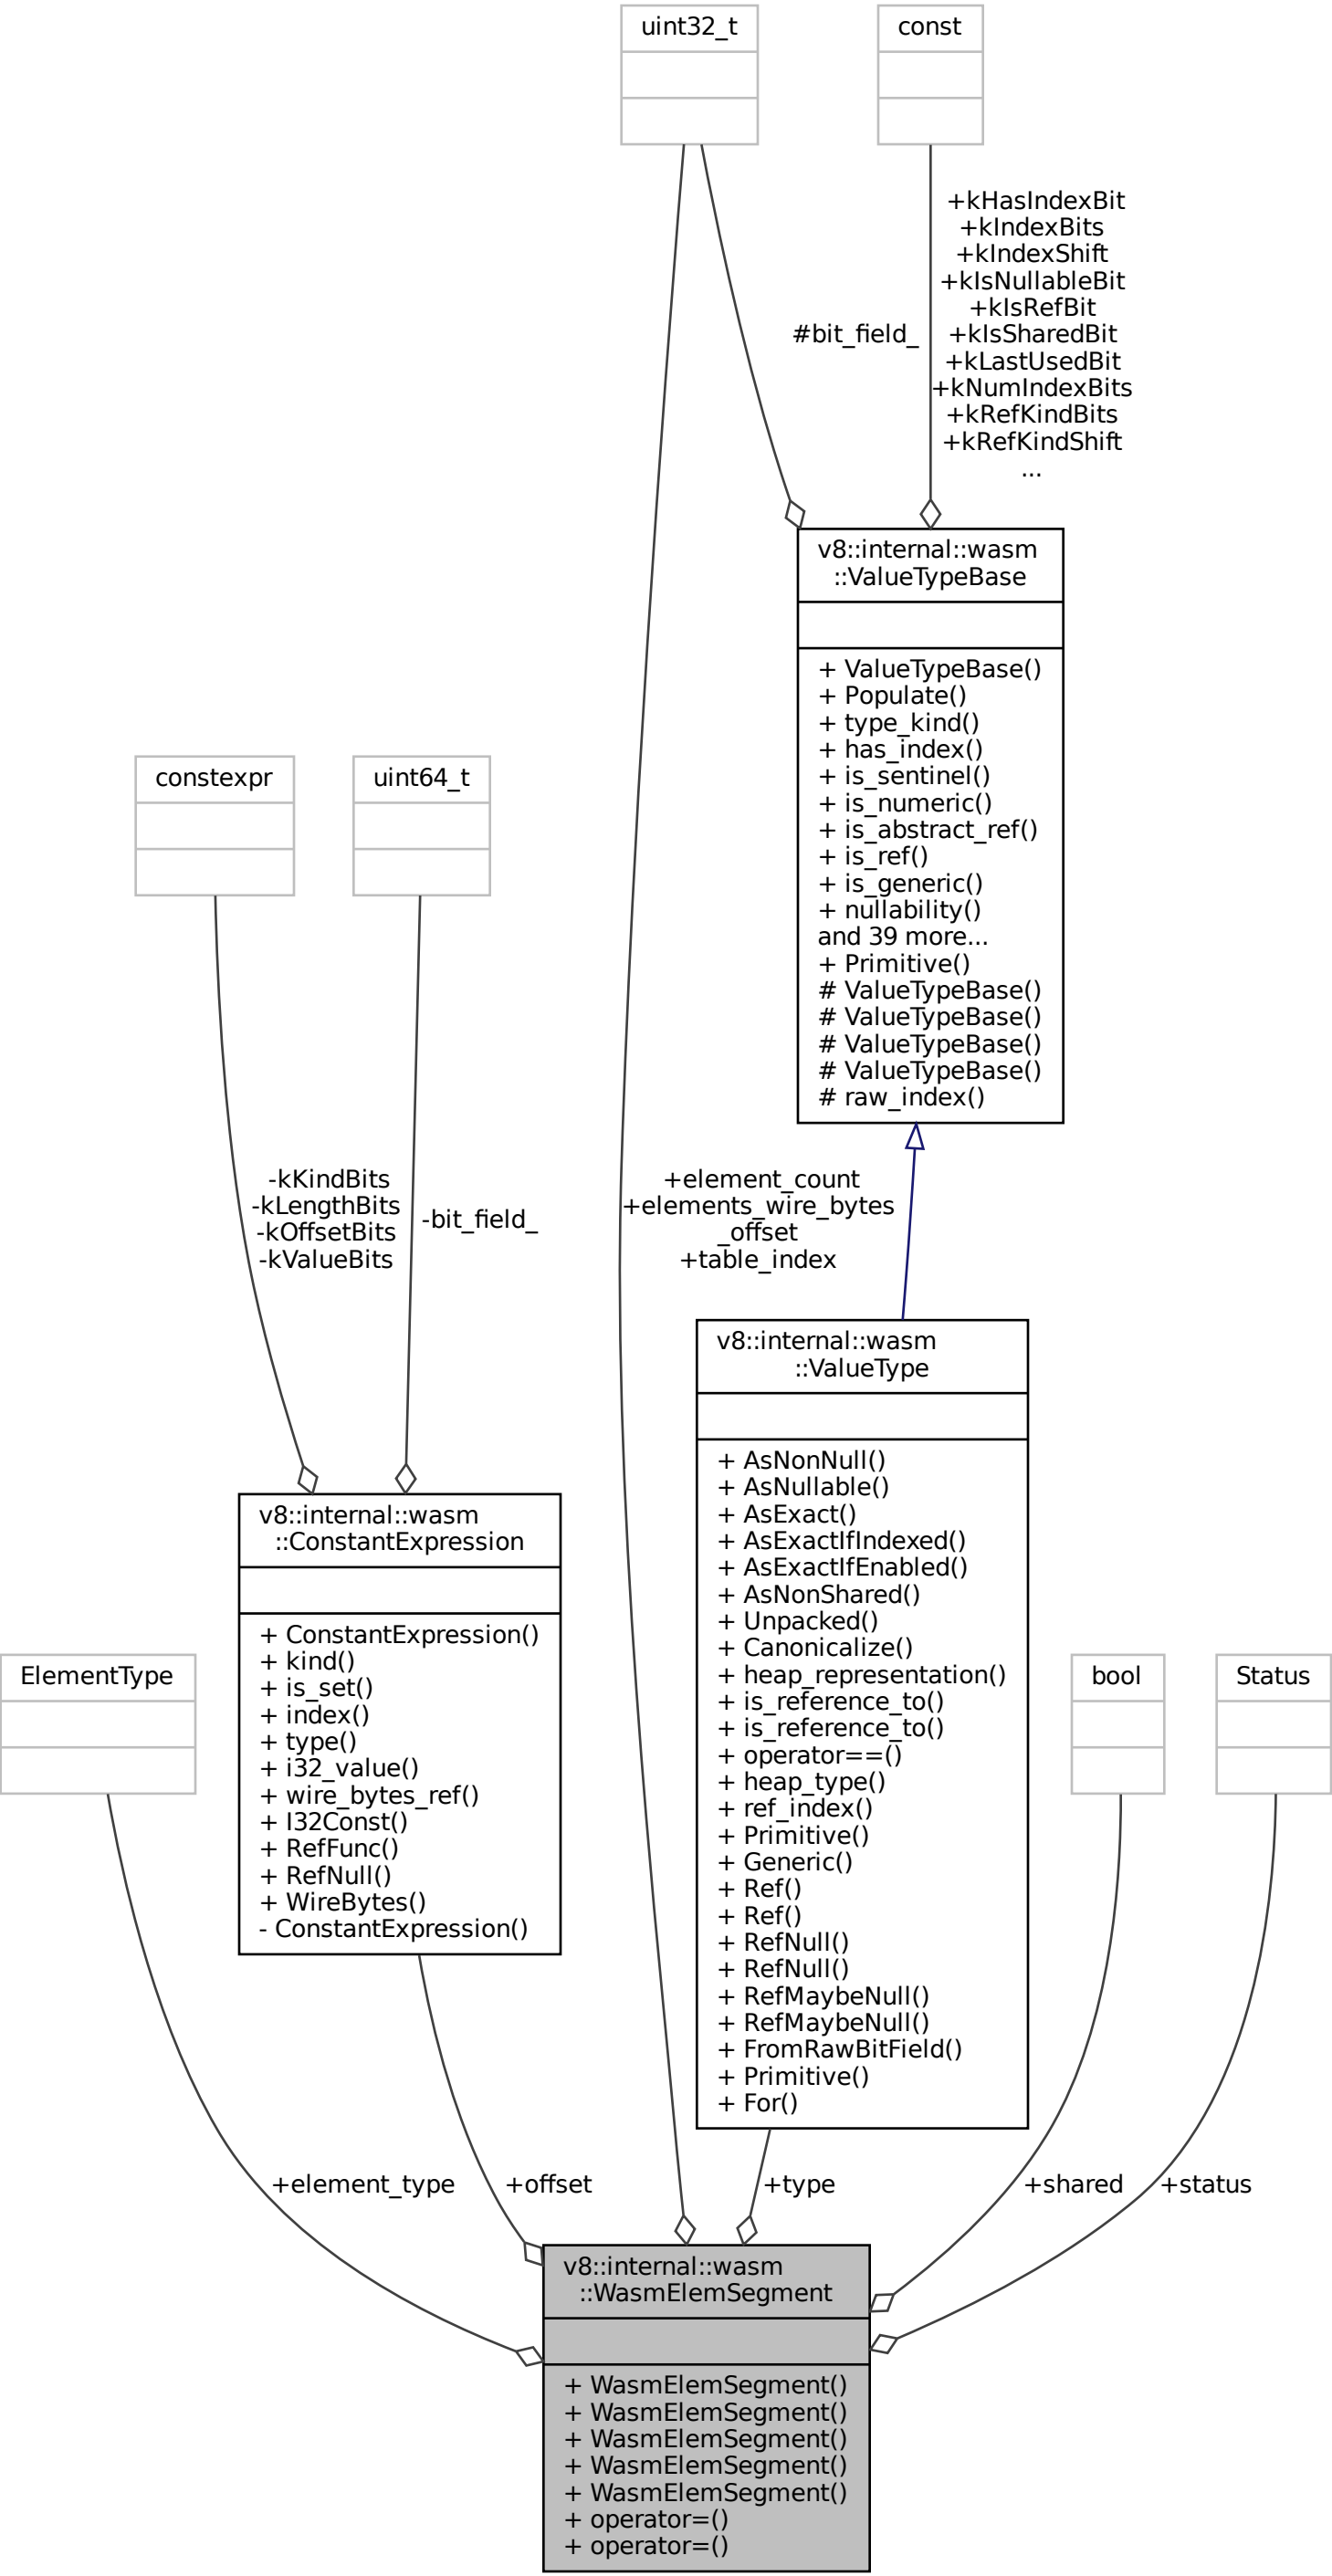 uint32_t
const
+kHasIndexBit
+kIndexBits
+kIndexShift
+kIsNullableBit
+kIsRefBit
+kIsSharedBit
+kLastUsedBit
+kNumIndexBits
+kRefKindBits
+kRefKindShift
...
#bit_field_
v8::internal::wasm
::ValueTypeBase
+ ValueTypeBase()
+ Populate()
+ type_kind()
+ has_index()
+ is_sentinel()
+ is_numeric()
+ is_abstract_ref()
+ is_ref()
+ is_generic()
+ nullability()
and 39 more...
+ Primitive()
# ValueTypeBase()
# ValueTypeBase()
# ValueTypeBase()
# ValueTypeBase()
# raw_index()
constexpr
uint64_t
-kKindBits
-kLengthBits
-kOffsetBits
-kValueBits
-bit_field_
+element_count
+elements_wire_bytes
_offset
+table_index
v8::internal::wasm
::ValueType
+ AsNonNull()
+ AsNullable()
+ AsExact()
+ AsExactIfIndexed()
+ AsExactIfEnabled()
+ AsNonShared()
+ Unpacked()
+ Canonicalize()
+ heap_representation()
+ is_reference_to()
+ is_reference_to()
+ operator==()
+ heap_type()
+ ref_index()
+ Primitive()
+ Generic()
+ Ref()
+ Ref()
+ RefNull()
+ RefNull()
+ RefMaybeNull()
+ RefMaybeNull()
+ FromRawBitField()
+ Primitive()
+ For()
v8::internal::wasm
::ConstantExpression
+ ConstantExpression()
+ kind()
+ is_set()
+ index()
+ type()
+ i32_value()
+ wire_bytes_ref()
+ I32Const()
+ RefFunc()
+ RefNull()
+ WireBytes()
- ConstantExpression()
ElementType
bool
Status
+element_type
+offset
+type
+shared
+status
v8::internal::wasm
::WasmElemSegment
+ WasmElemSegment()
+ WasmElemSegment()
+ WasmElemSegment()
+ WasmElemSegment()
+ WasmElemSegment()
+ operator=()
+ operator=()